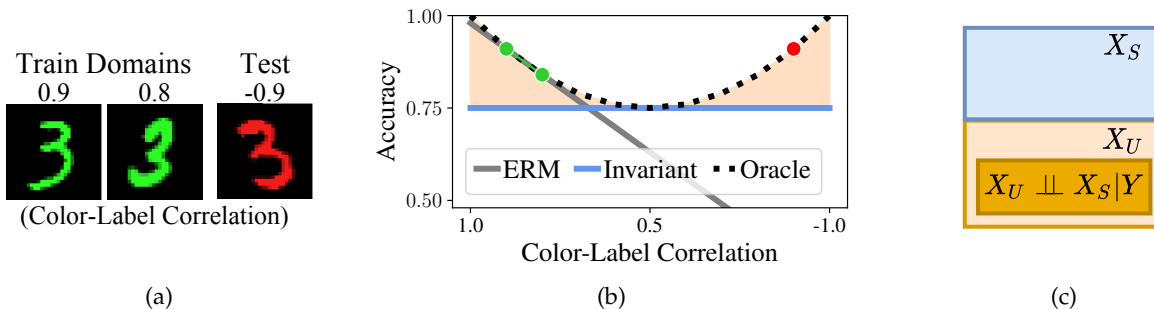 Train Domains
Test
0.9
0.8
-0.9
(Color-Label Correlation)
(a)
Accuracy
1.00
0.75
0.50
ERM
Invariant
Oracle
1.0
0.5
-1.0
Color-Label Correlation
(b)
X_S
X_U
X_U ⊥⊥ X_S|Y
(c)